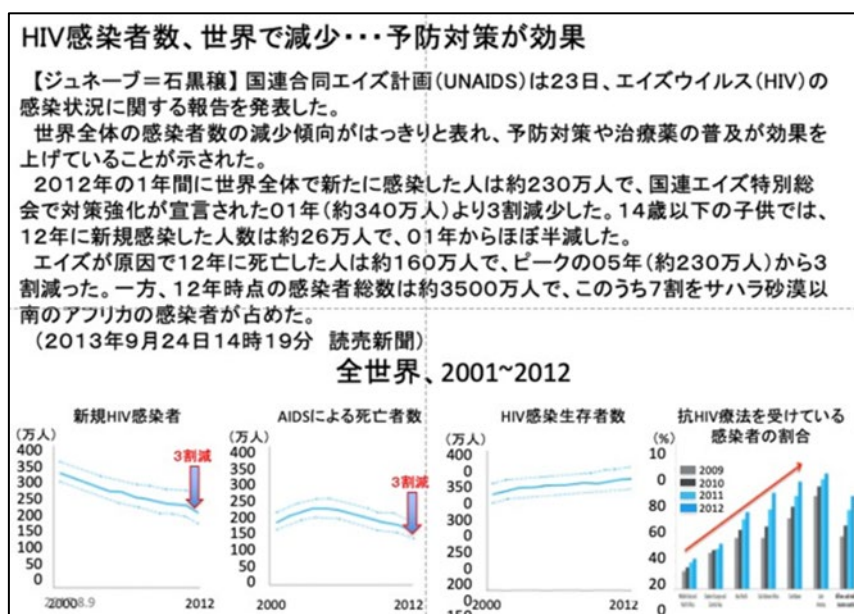 HIV感染者数、世界で減少・・・予防対策が効果
【ジュネーブ=石黒穣】国連合同エイズ計画(UNAIDS)は23日、エイズウイルス(HIV)の
感染状況に関する報告を発表した。
世界全体の感染者数の減少傾向がはっきりと表れ、予防対策や治療薬の普及が効果を
上げていることが示された。
2012年の1年間に世界全体で新たに感染した人は約230万人で、国連エイズ特別総
会で対策強化が宣言された01年(約340万人)より3割減少した。14歳以下の子供では、
12年に新規感染した人数は約26万人で、01年からほぼ半減した。
エイズが原因で12年に死亡した人は約160万人で、ピークの05年(約230万人)から3
割減った。一方、12年時点の感染者総数は約3500万人で、このうち7割をサハラ砂漠以
南のアフリカの感染者が占めた。
(2013年9月24日14時19分 読売新聞)
全世界、2001~2012
新規HIV感染者
(万人)
400
350
300
250
200
150
100
50
0
2000
2012
3割減
AIDSによる死亡者数
(万人)
400
350
300
250
200
150
100
50
0
2000
2012
3割減
HIV感染生存者数
(万人)
400
0
350
0
300
0
250
0
200
0
150
2000
2012
抗HIV療法を受けている
感染者の割合
(%)
10
0
80
60
40
20
0
2009
2010
2011
2012